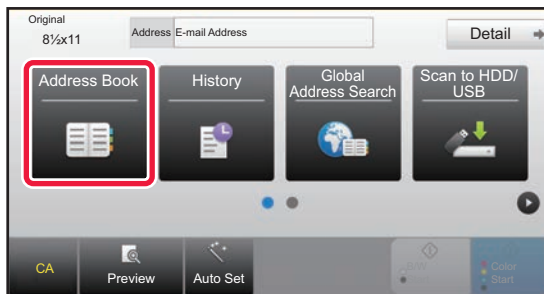 Original
8½x11
Address E-mail Address
Detail
Address Book
History
Global
Address Search
Scan to HDD/
USB
CA
Preview
Auto Set
Color
Start